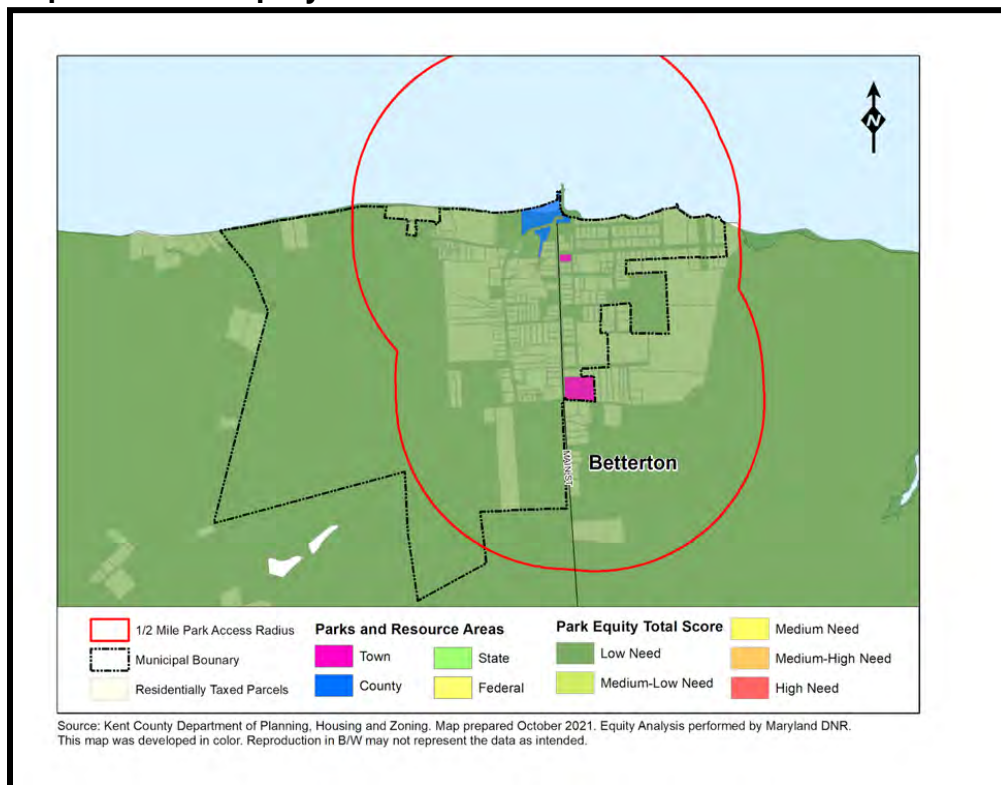 N
MAIN ST
Betterton
1/2 Mile Park Access Radius
Municipal Bounary
Residentially Taxed Parcels
Parks and Resource Areas
Town
State
County
Federal
Park Equity Total Score
Low Need
Medium-Low Need
Medium Need
Medium-High Need
High Need
Source: Kent County Department of Planning, Housing and Zoning. Map prepared October 2021. Equity Analysis performed by Maryland DNR.
This map was developed in color. Reproduction in B/W may not represent the data as intended.